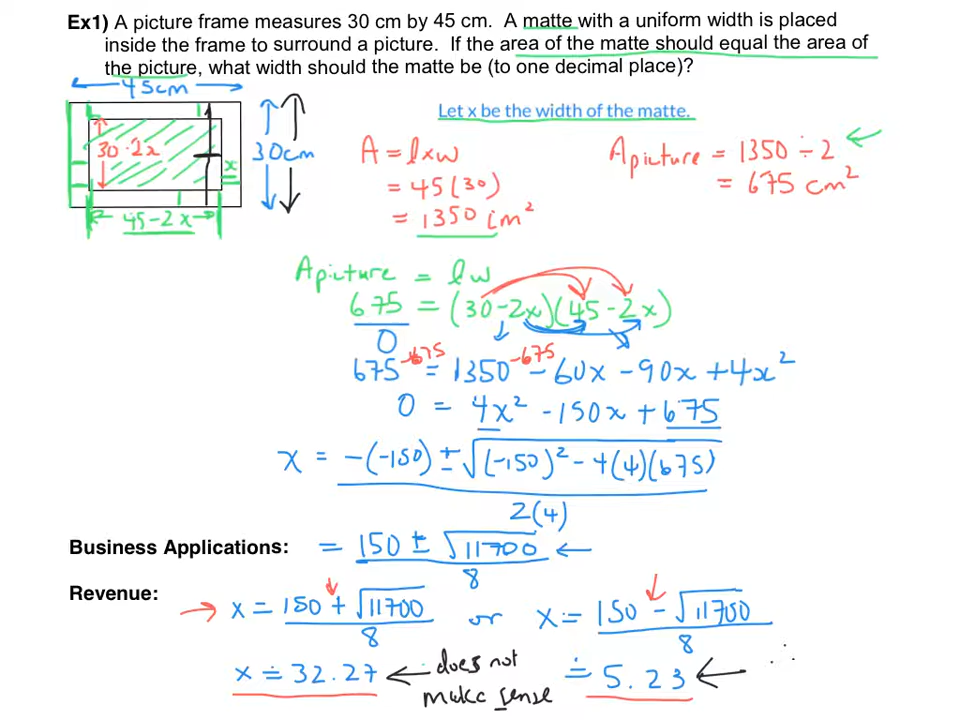 Ex1) A picture frame measures 30 cm by 45 cm. A matte with a uniform width is placed
inside the frame to surround a picture. If the area of the matte should equal the area of
the picture, what width should the matte be (to one decimal place)?
45cm
Let x be the width of the matte.
30·2x
x
30cm
45-2x
A = l×w
= 45(30)
= 1350 cm²
Apicture = 1350 ÷ 2
= 675 cm²
Apicture = lw
675 = (30-2x)(45-2x)
0
675 -675 = 1350 -675 - 60x - 90x + 4x²
0 = 4x² - 150x + 675
x = -(-150) ± √(-150)² - 4(4)(675)
2(4)
Business Applications: = 150 ± √11700
8
Revenue:
x = 150 + √11700 or x = 150 - √11700
8 8
x ≐ 32.27 ← does not ≐ 5.23 ← ∴
make sense